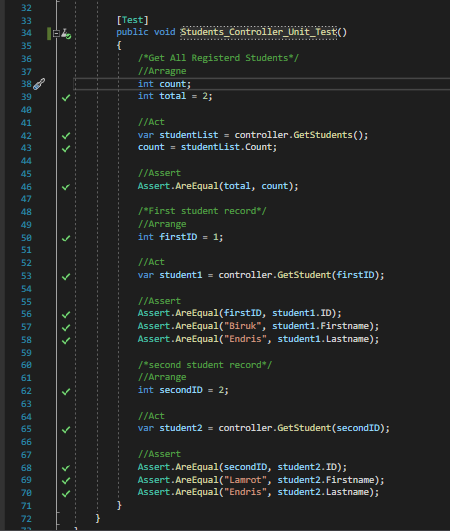 32
33 [Test]
34 public void Students_Controller_Unit_Test()
35 {
36 /*Get All Registerd Students*/
37 //Arragne
38 int count;
39 int total = 2;
40
41 //Act
42 var studentList = controller.GetStudents();
43 count = studentList.Count;
44
45 //Assert
46 Assert.AreEqual(total, count);
47
48 /*First student record*/
49 //Arrange
50 int firstID = 1;
51
52 //Act
53 var student1 = controller.GetStudent(firstID);
54
55 //Assert
56 Assert.AreEqual(firstID, student1.ID);
57 Assert.AreEqual("Biruk", student1.Firstname);
58 Assert.AreEqual("Endris", student1.Lastname);
59
60 /*second student record*/
61 //Arrange
62 int secondID = 2;
63
64 //Act
65 var student2 = controller.GetStudent(secondID);
66
67 //Assert
68 Assert.AreEqual(secondID, student2.ID);
69 Assert.AreEqual("Lamrot", student2.Firstname);
70 Assert.AreEqual("Endris", student2.Lastname);
71 }
72 }